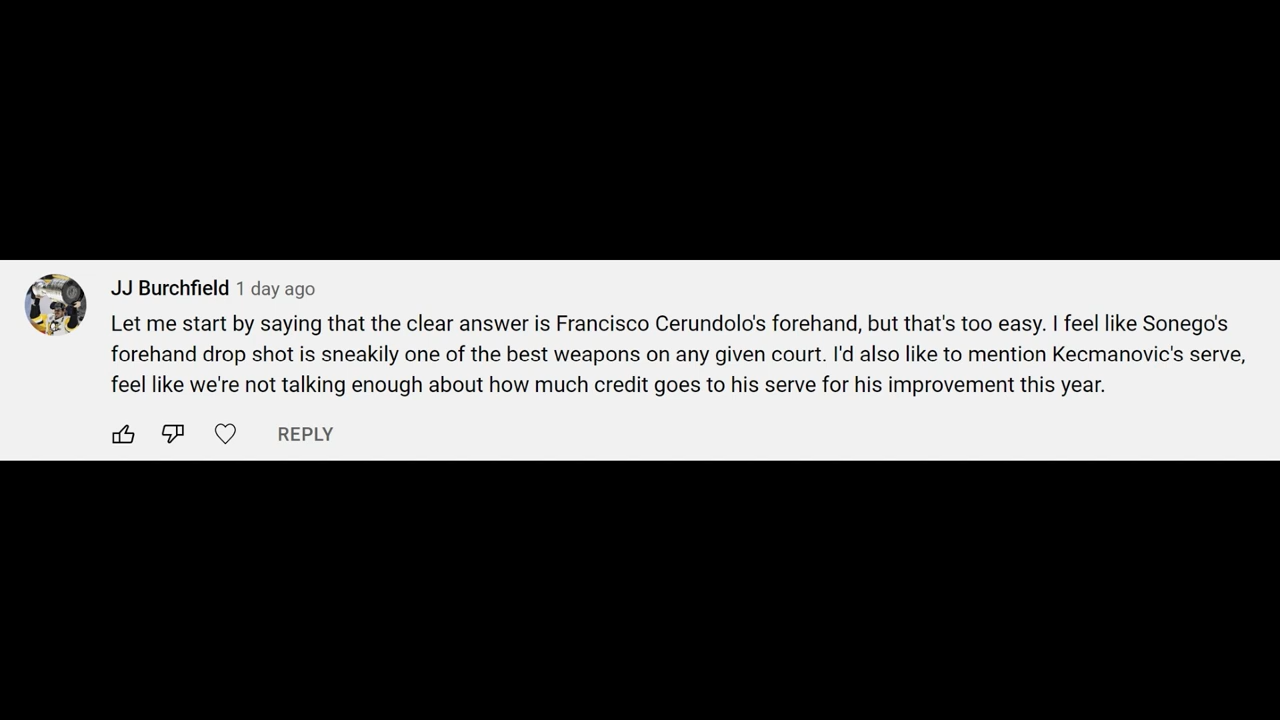 JJ Burchfield 1 day ago
Let me start by saying that the clear answer is Francisco Cerundolo's forehand, but that's too easy. I feel like Sonego's
forehand drop shot is sneakily one of the best weapons on any given court. I'd also like to mention Kecmanovic's serve,
feel like we're not talking enough about how much credit goes to his serve for his improvement this year.
REPLY